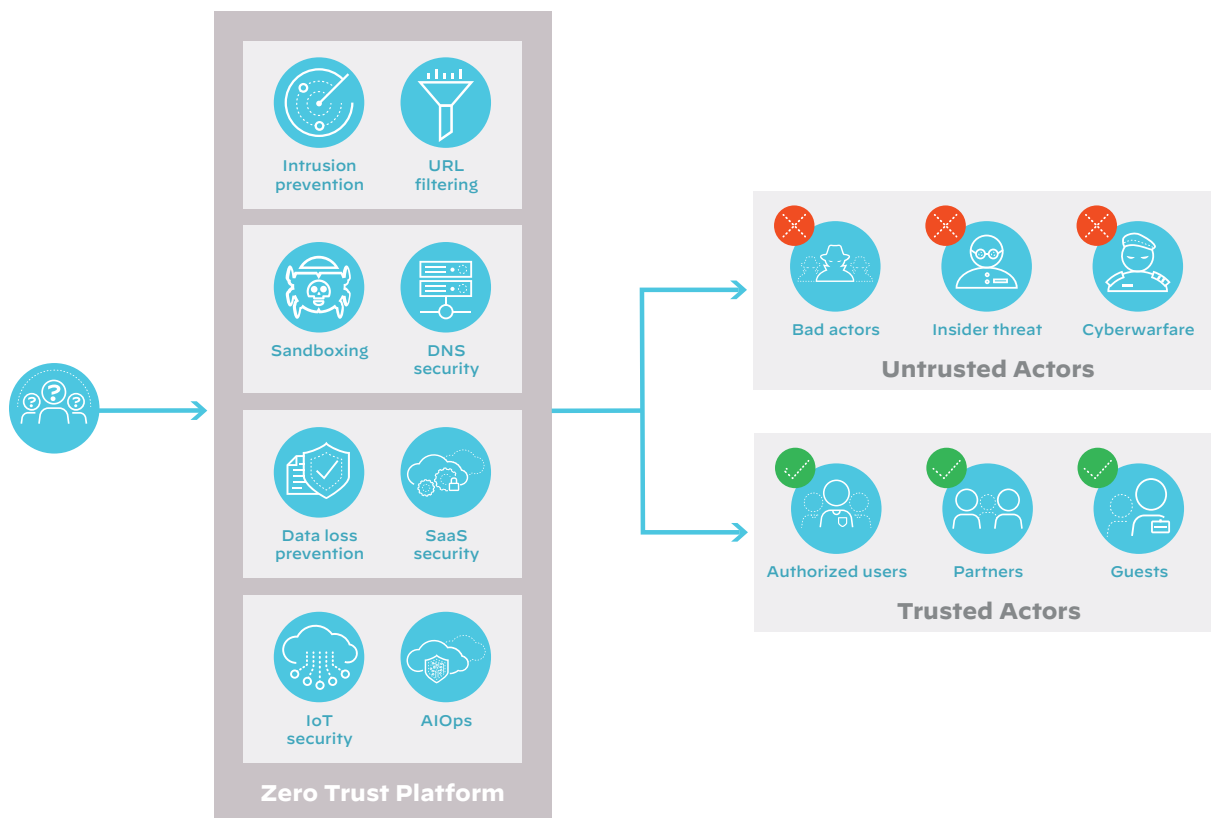 Intrusion
prevention
URL
filtering
Sandboxing
DNS
security
Data loss
prevention
SaaS
security
IoT
security
AIOps
Zero Trust Platform
? ? ?
Bad actors
Insider threat
Cyberwarfare
Untrusted Actors
Authorized users
Partners
Guests
Trusted Actors